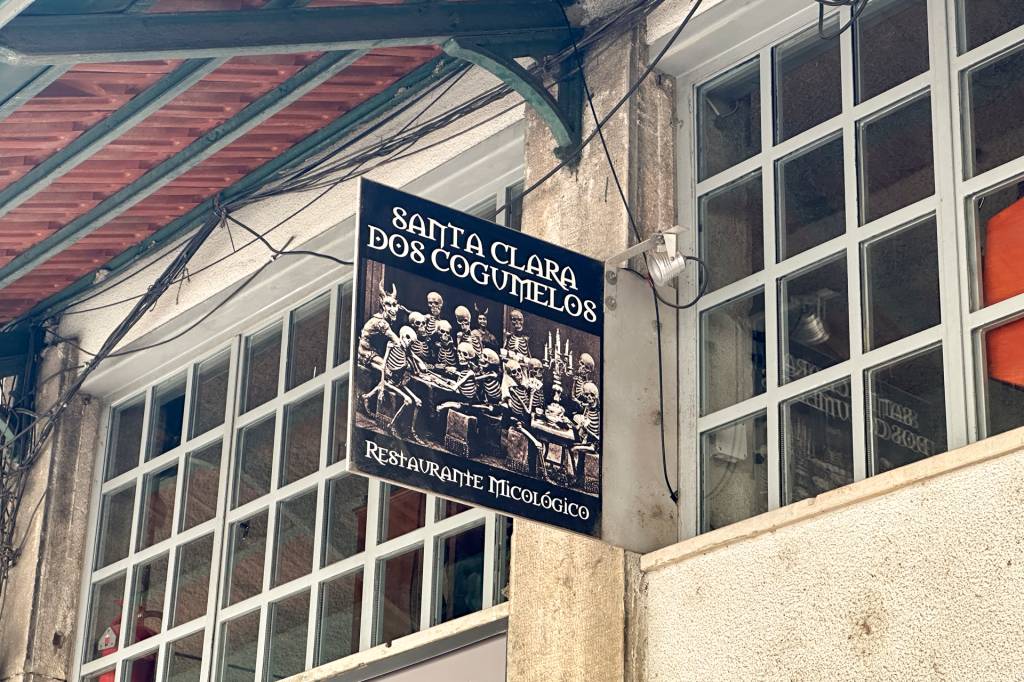 SANTA CLARA
DOS COGUMELOS
RESTAURANTE MICOLÓGICO